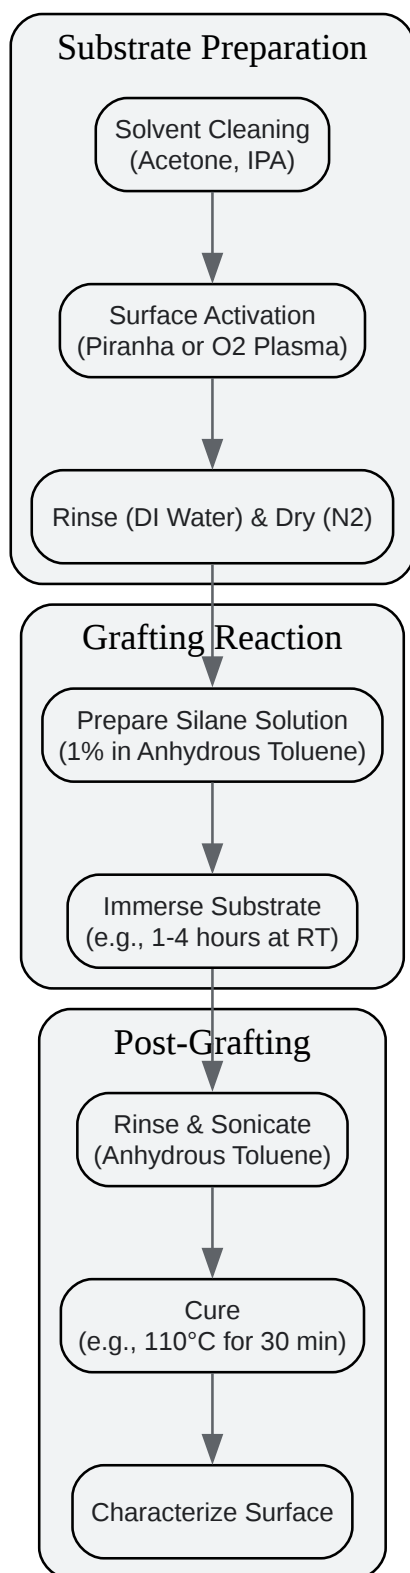 Substrate Preparation
Solvent Cleaning
(Acetone, IPA)
Surface Activation
(Piranha or O2 Plasma)
Rinse (DI Water) & Dry (N2)
Grafting Reaction
Prepare Silane Solution
(1% in Anhydrous Toluene)
Immerse Substrate
(e.g., 1-4 hours at RT)
Post-Grafting
Rinse & Sonicate
(Anhydrous Toluene)
Cure
(e.g., 110°C for 30 min)
Characterize Surface